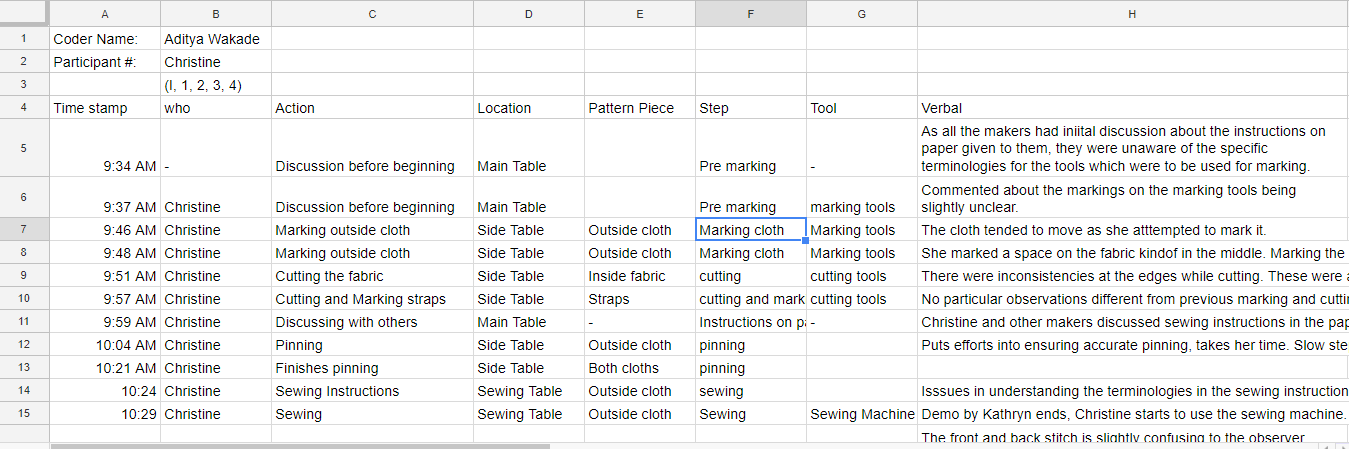 A B C D E F G H
1 Coder Name: Aditya Wakade
2 Participant #: Christine
3 (I, 1, 2, 3, 4)
4 Time stamp who Action Location Pattern Piece Step Tool Verbal
As all the makers had iniital discussion about the instructions on
paper given to them, they were unaware of the specific
5 9:34 AM - Discussion before beginning Main Table Pre marking - terminologies for the tools which were to be used for marking.
Commented about the markings on the marking tools being
6 9:37 AM Christine Discussion before beginning Main Table Pre marking marking tools slightly unclear.
7 9:46 AM Christine Marking outside cloth Side Table Outside cloth Marking cloth Marking tools The cloth tended to move as she atttempted to mark it.
8 9:48 AM Christine Marking outside cloth Side Table Outside cloth Marking cloth Marking tools She marked a space on the fabric kindof in the middle. Marking the
9 9:51 AM Christine Cutting the fabric Side Table Inside fabric cutting cutting tools There were inconsistencies at the edges while cutting. These were
10 9:57 AM Christine Cutting and Marking straps Side Table Straps cutting and mark cutting tools No particular observations different from previous marking and
11 9:59 AM Christine Discussing with others Main Table - Instructions on - Christine and other makers discussed sewing instructions in the
12 10:04 AM Christine Pinning Side Table Outside cloth pinning Puts efforts into ensuring accurate pinning, takes her time. Slow
13 10:21 AM Christine Finishes pinning Side Table Both cloths pinning
14 10:24 Christine Sewing Instructions Sewing Table Outside cloth sewing Isssues in understanding the terminologies in the sewing instruction
15 10:29 Christine Sewing Sewing Table Outside cloth Sewing Sewing Machine Demo by Kathryn ends, Christine starts to use the sewing machine.
The front and back stitch is slightly confusing to the observer